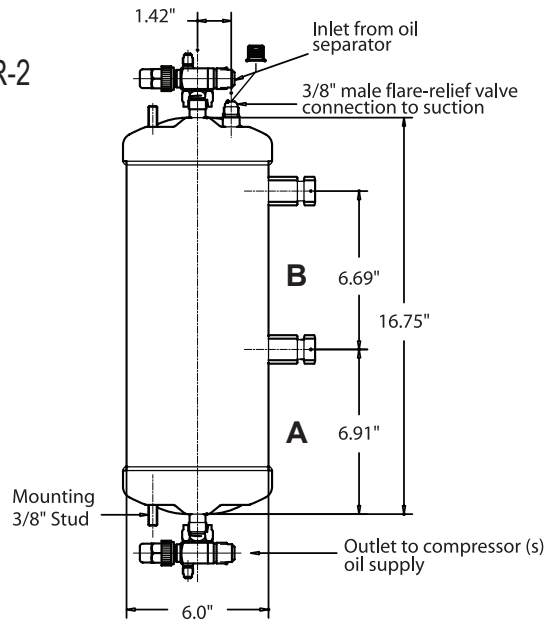 1.42"
Inlet from oil
separator
R-2
3/8" male flare-relief valve
connection to suction
B
6.69"
16.75"
A
6.91"
Mounting
3/8" Stud
Outlet to compressor (s)
oil supply
6.0"